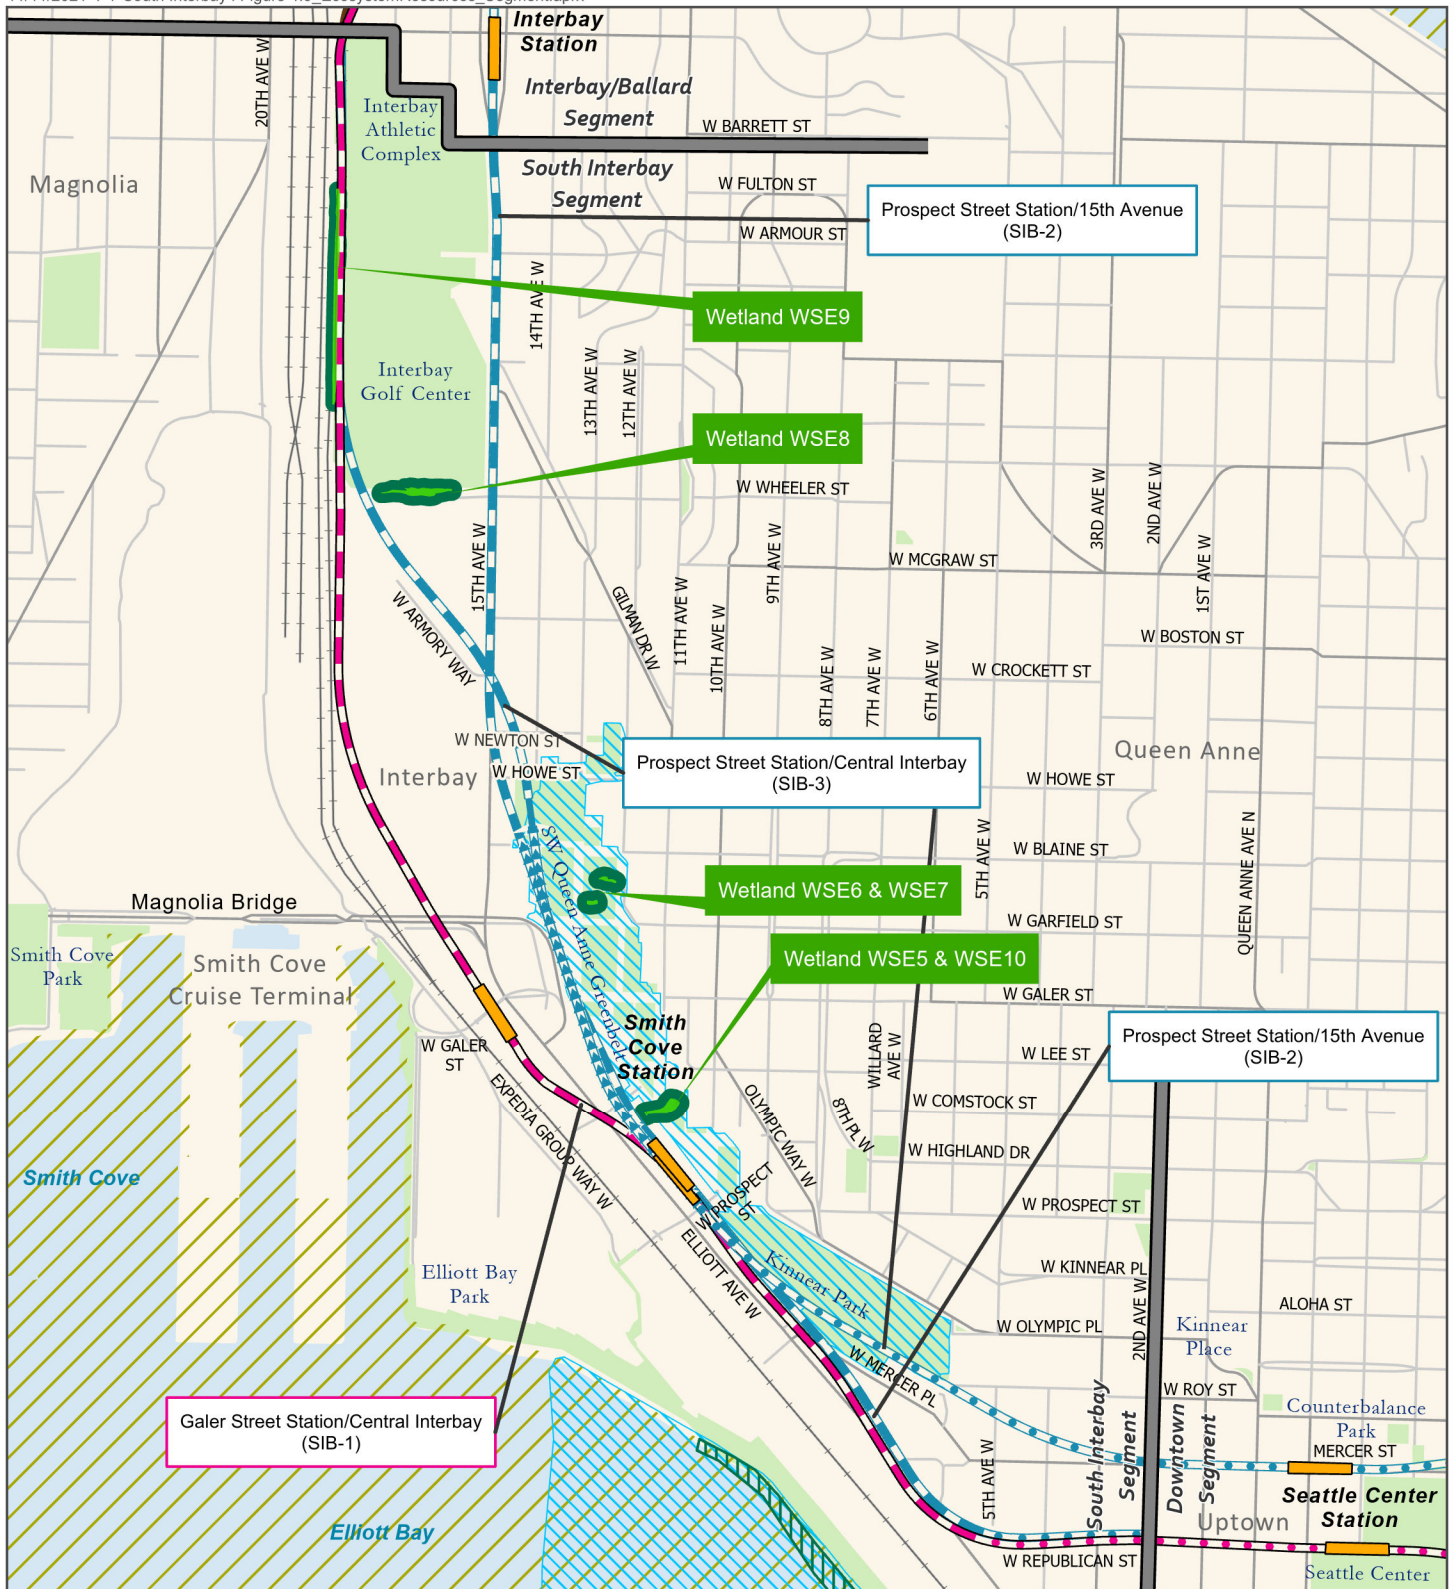 Interbay
Station
20TH AVE W
Interbay/Ballard
Segment
Interbay
Athletic
Complex
W BARRETT ST
Magnolia
South Interbay
Segment
W FULTON ST
Prospect Street Station/15th Avenue
(SIB-2)
W ARMOUR ST
14TH AVE W
Wetland WSE9
Interbay
Golf Center
13TH AVE W
12TH AVE W
Wetland WSE8
W WHEELER ST
3RD AVE W
2ND AVE W
15TH AVE W
9TH AVE W
W MCGRAW ST
1ST AVE W
W ARMORY WAY
GILMAN DR W
11TH AVE W
10TH AVE W
W BOSTON ST
8TH AVE W
7TH AVE W
6TH AVE W
W CROCKETT ST
W NEWTON ST
Queen Anne
Prospect Street Station/Central Interbay
(SIB-3)
Interbay
W HOWE ST
W HOWE ST
SW Queen Anne Greenbelt
5TH AVE W
W BLAINE ST
QUEEN ANNE AVE N
Wetland WSE6 & WSE7
Magnolia Bridge
W GARFIELD ST
Smith Cove
Park
Smith Cove
Cruise Terminal
Wetland WSE5 & WSE10
W GALER ST
Smith
Cove
Station
W GALER
ST
WILLARD
AVE W
W LEE ST
Prospect Street Station/15th Avenue
(SIB-2)
EXPEDIA GROUP WAY W
OLYMPIC WAY W
8TH PL W
W COMSTOCK ST
W HIGHLAND DR
Smith Cove
W PROSPECT
ST
W PROSPECT ST
ELLIOTT AVE W
Kinnear Park
Elliott Bay
Park
W KINNEAR PL
2ND AVE W
ALOHA ST
W OLYMPIC PL
Kinnear
Place
W MERCER PL
W ROY ST
Galer Street Station/Central Interbay
(SIB-1)
South Interbay
Segment
Downtown
Segment
Counterbalance
Park
MERCER ST
5TH AVE W
Seattle Center
Station
Elliott Bay
Uptown
W REPUBLICAN ST
Seattle Center